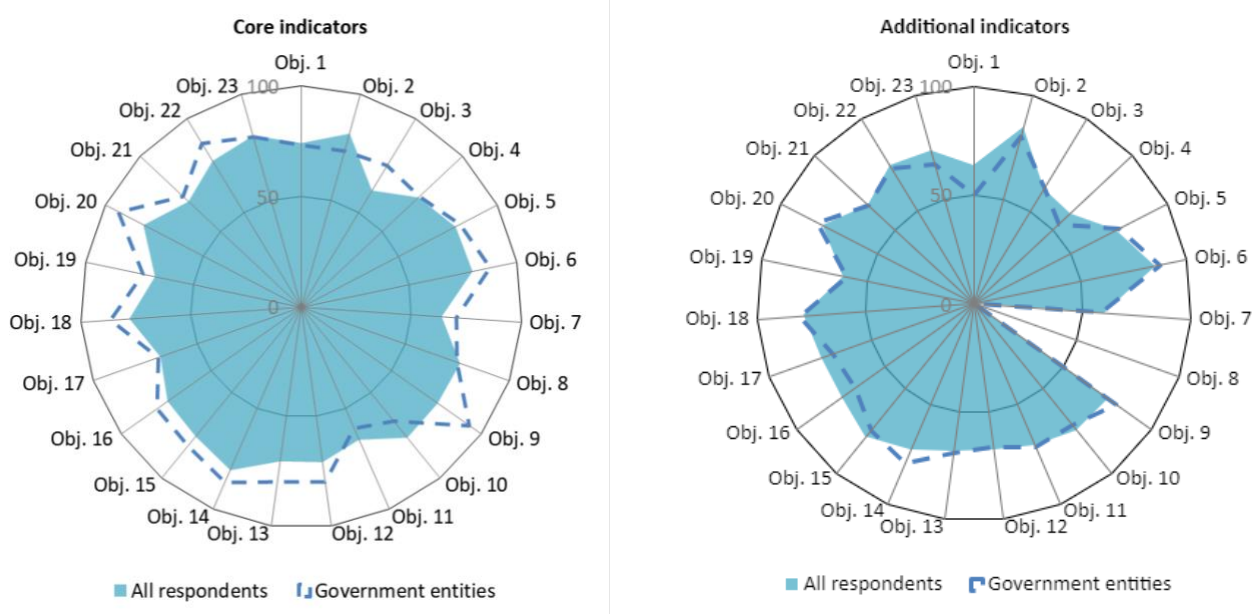 Core indicators
Obj. 1
Obj. 2
Obj. 3
Obj. 4
Obj. 5
Obj. 6
Obj. 7
Obj. 8
Obj. 9
Obj. 10
Obj. 11
Obj. 12
Obj. 13
Obj. 14
Obj. 15
Obj. 16
Obj. 17
Obj. 18
Obj. 19
Obj. 20
Obj. 21
Obj. 22
Obj. 23
100
50
0
All respondents
Government entities
Additional indicators
Obj. 1
Obj. 2
Obj. 3
Obj. 4
Obj. 5
Obj. 6
Obj. 7
Obj. 8
Obj. 9
Obj. 10
Obj. 11
Obj. 12
Obj. 13
Obj. 14
Obj. 15
Obj. 16
Obj. 17
Obj. 18
Obj. 19
Obj. 20
Obj. 21
Obj. 22
Obj. 23
100
50
0
All respondents
Government entities